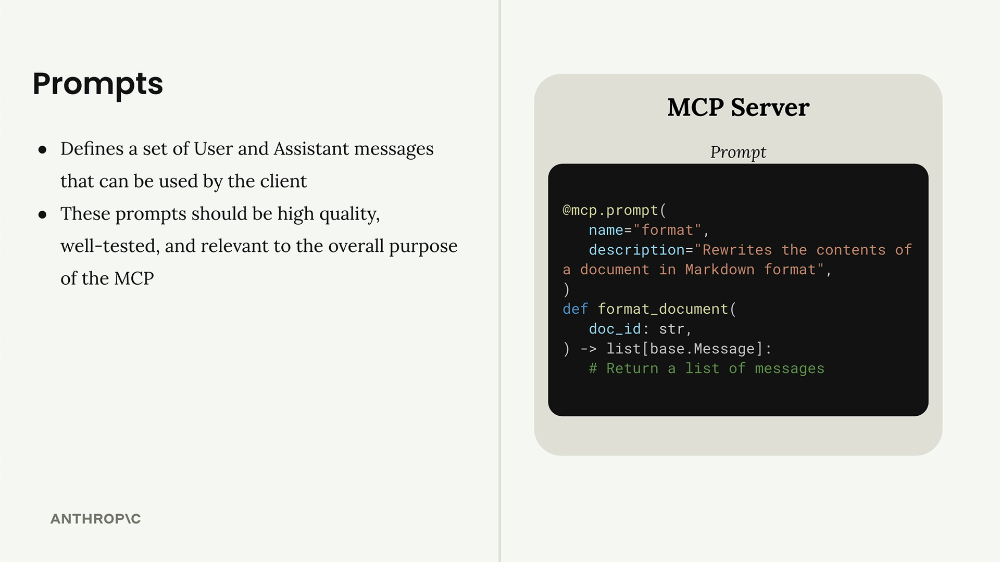 Prompts
● Defines a set of User and Assistant messages
that can be used by the client
● These prompts should be high quality,
well-tested, and relevant to the overall purpose
of the MCP
ANTHROP\C
MCP Server
Prompt
@mcp.prompt(
   name="format",
   description="Rewrites the contents of
a document in Markdown format",
)
def format_document(
   doc_id: str,
) -> list[base.Message]:
   # Return a list of messages